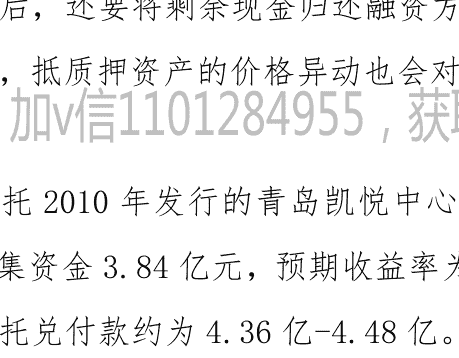 后，还要将剩余现金归还融资方
，抵质押资产的价格异动也会对
加v信1101284955，获取
托 2010 年发行的青岛凯悦中心
集资金 3.84 亿元，预期收益率为
托兑付款约为 4.36 亿-4.48 亿。